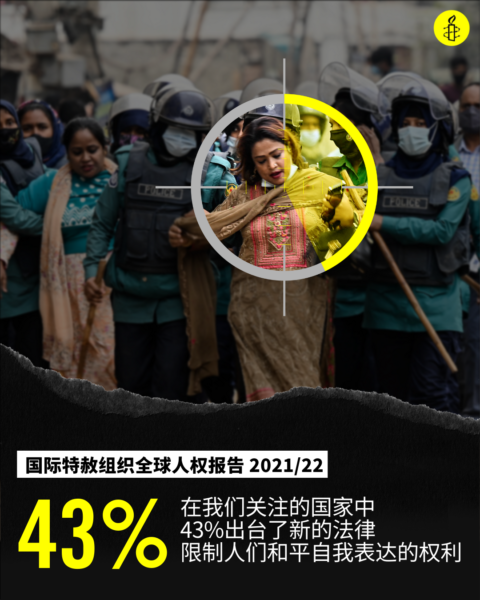 POLICE
POLICE
国际特赦组织全球人权报告 2021/22
43%
在我们关注的国家中
43%出台了新的法律
限制人们和平自我表达的权利